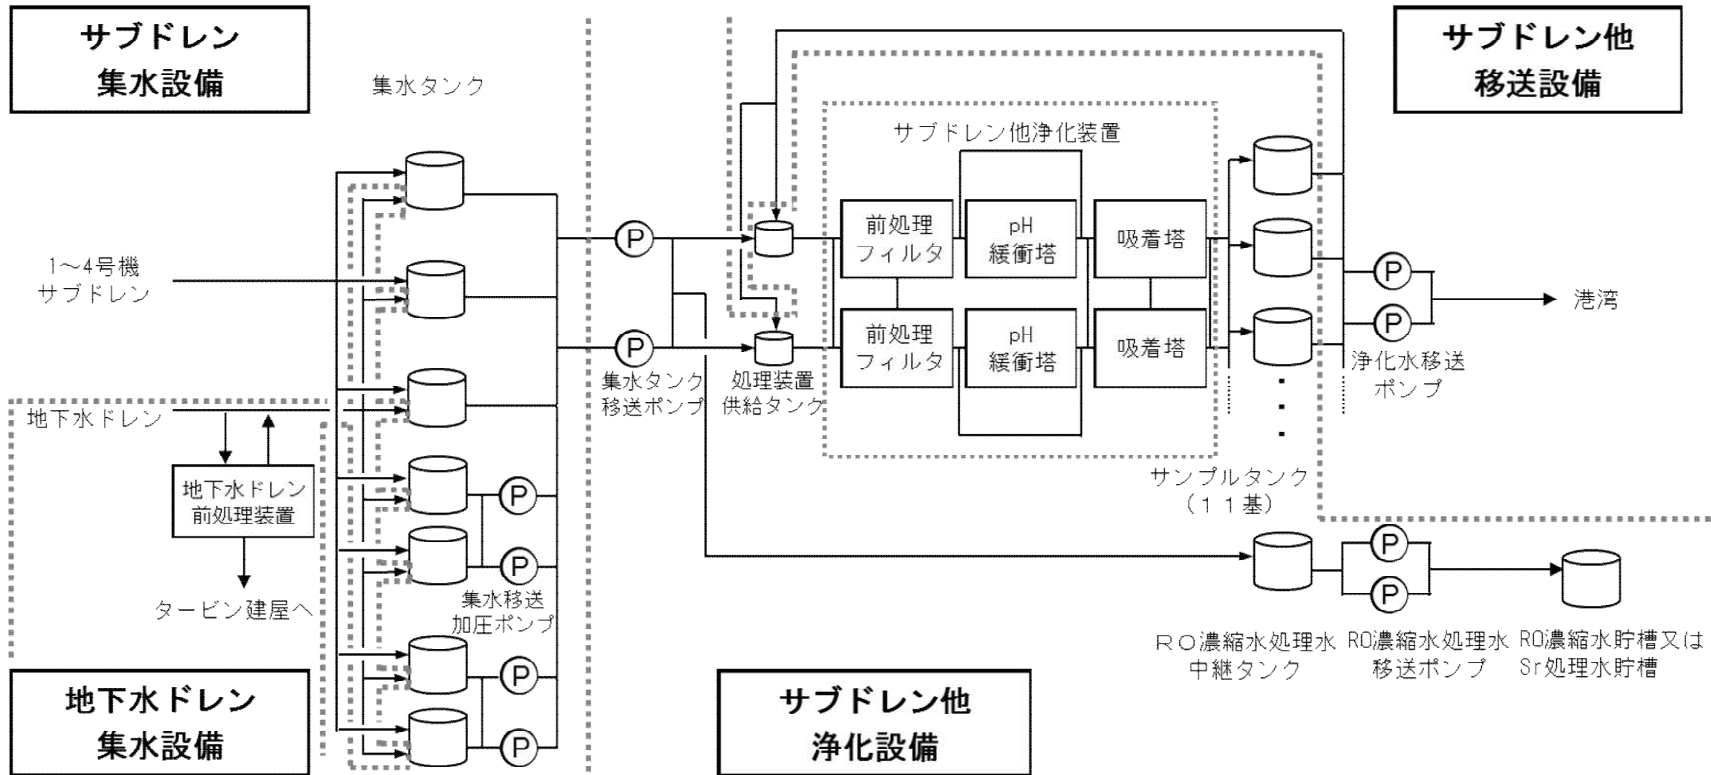 サブドレン
集水設備
集水タンク
サブドレン他
移送設備
サブドレン他浄化装置
前処理
フィルタ
pH
緩衝塔
吸着塔
1～4号機
サブドレン
P
P
P
P
港湾
前処理
フィルタ
pH
緩衝塔
吸着塔
集水タンク
移送ポンプ
処理装置
供給タンク
浄化水移送
ポンプ
地下水ドレン
地下水ドレン
前処理装置
タービン建屋へ
P
P
集水移送
加圧ポンプ
P
P
サンプルタンク
（１１基）
P
P
ＲＯ濃縮水処理水
中継タンク
RO濃縮水処理水
移送ポンプ
RO濃縮水貯槽又は
Sr処理水貯槽
地下水ドレン
集水設備
サブドレン他
浄化設備